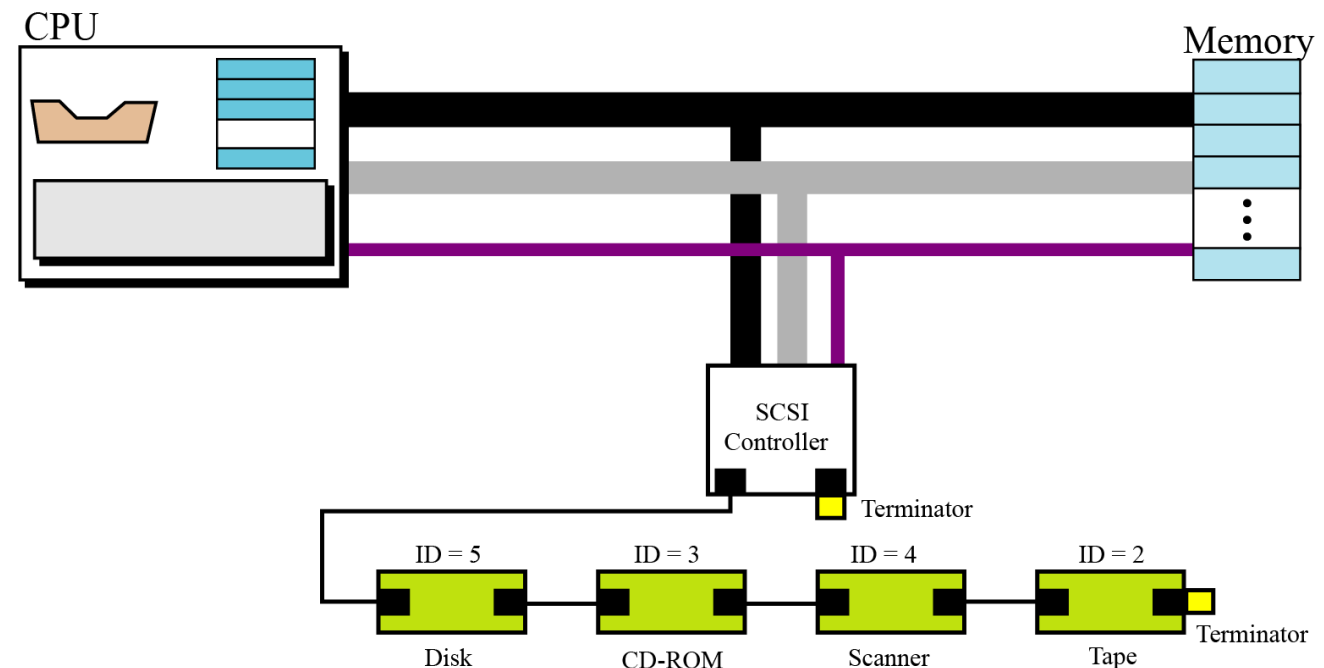 CPU
Memory
SCSI
Controller
Terminator
ID = 5
ID = 3
ID = 4
ID = 2
Terminator
Disk
CD-ROM
Scanner
Tape